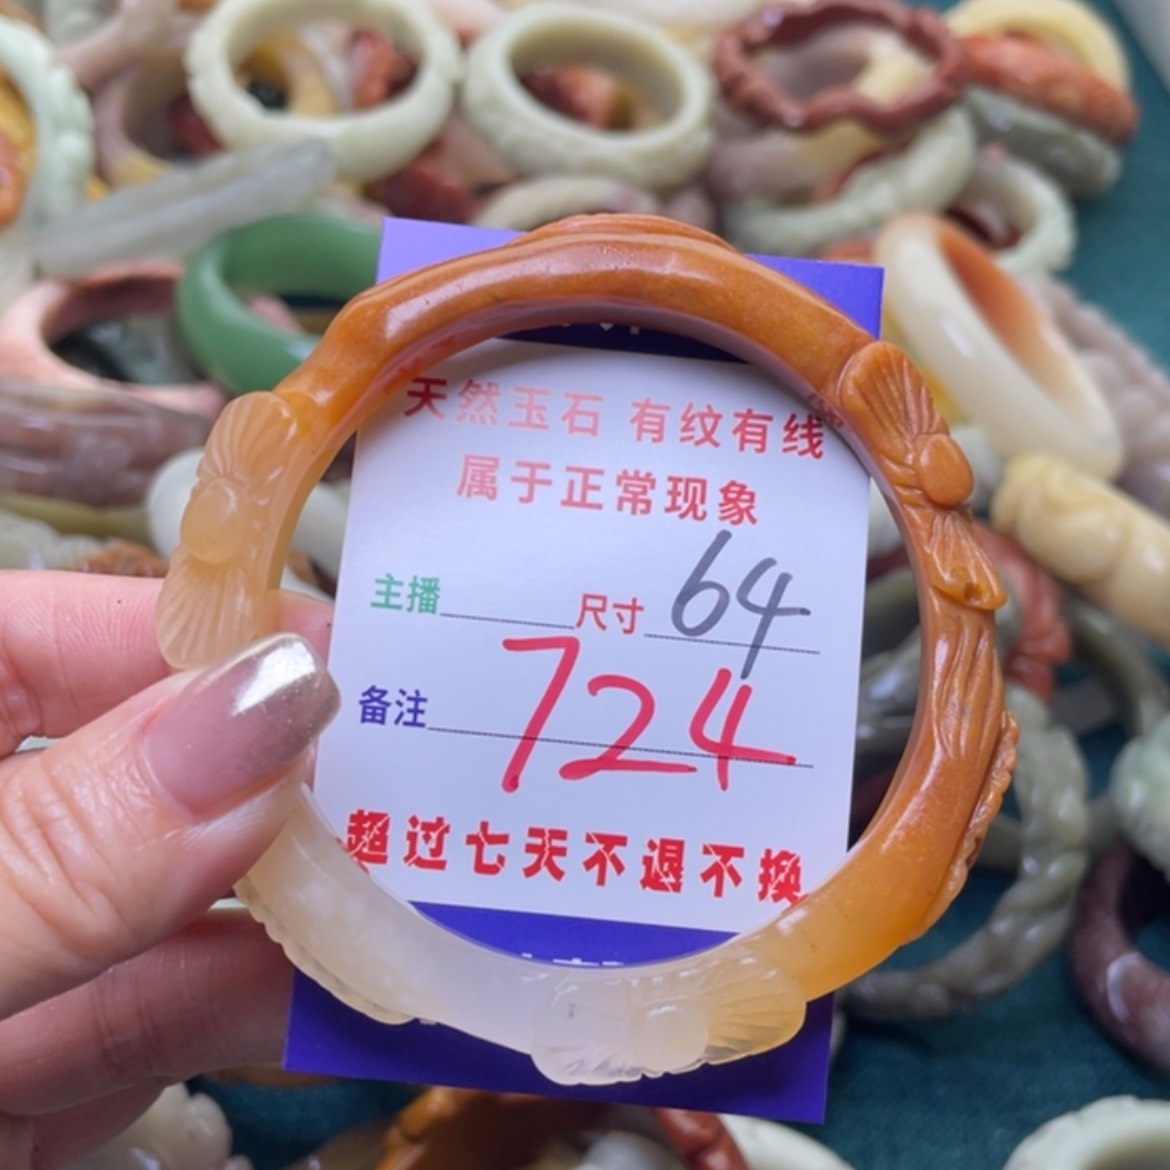 天然玉石 有纹有线
属于正常现象
主播 尺寸 64
备注 724
超过七天不退不换